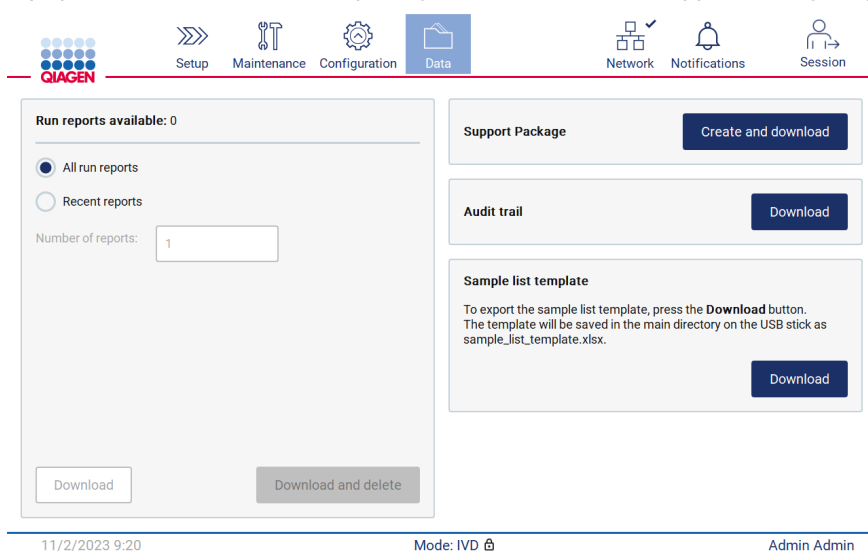 QIAGEN
Setup
Maintenance
Configuration
Data
Network
Notifications
Session
Run reports available: 0
All run reports
Recent reports
Number of reports:
1
Download
Download and delete
Support Package
Create and download
Audit trail
Download
Sample list template
To export the sample list template, press the Download button.
The template will be saved in the main directory on the USB stick as
sample_list_template.xlsx.
Download
11/2/2023 9:20
Mode: IVD
Admin Admin